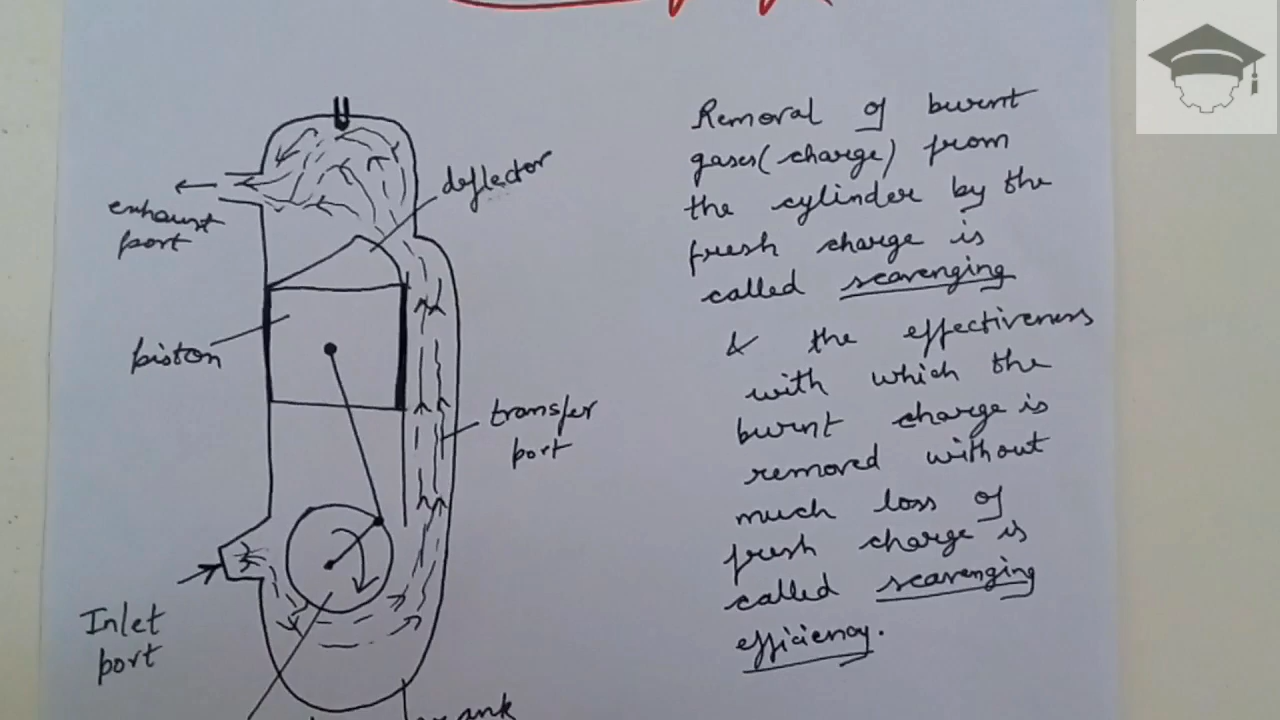 deflector
exhaust
port
piston
transfer
port
Inlet
port
Removal of burnt
gases(charge) from
the cylinder by the
fresh charge is
called scavenging
& the effectiveness
with which the
burnt charge is
removed without
much loss of
fresh charge is
called scavenging
efficiency.